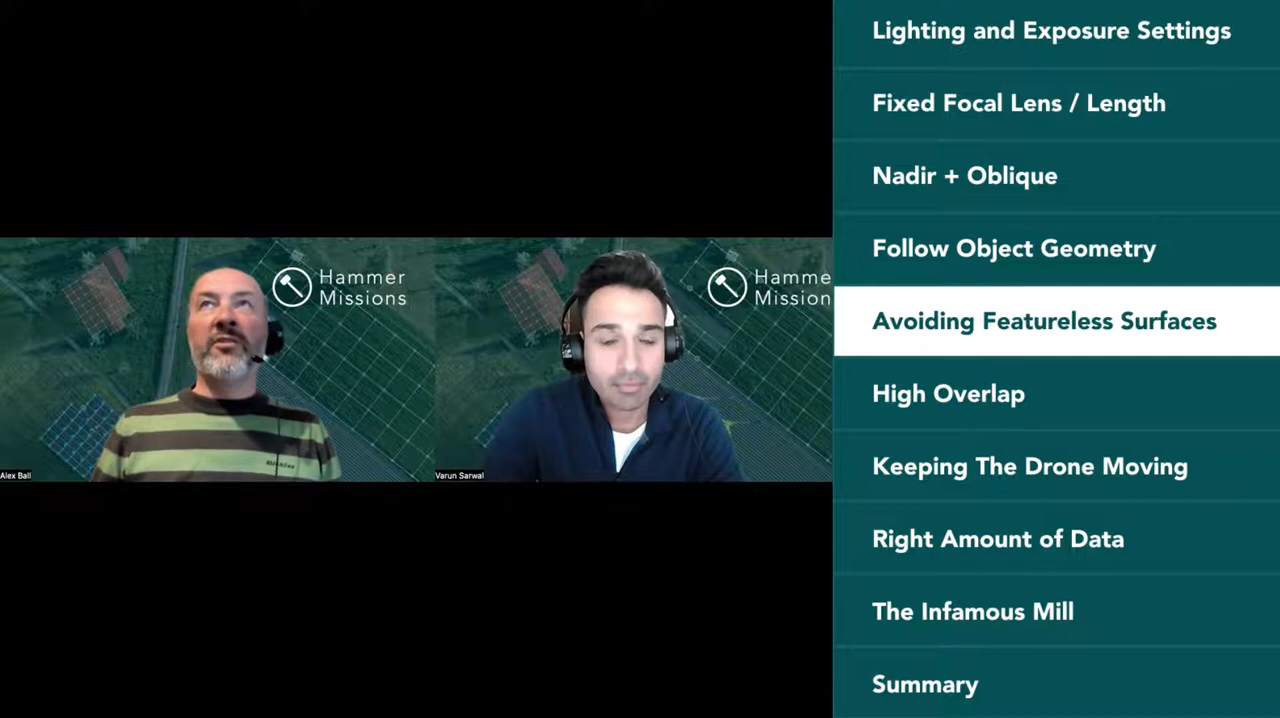 Lighting and Exposure Settings
Fixed Focal Lens / Length
Nadir + Oblique
Follow Object Geometry
Avoiding Featureless Surfaces
High Overlap
Keeping The Drone Moving
Right Amount of Data
The Infamous Mill
Summary
Hammer
Missions
Hamme
Mission
Alex Ball
Varun Sarwal